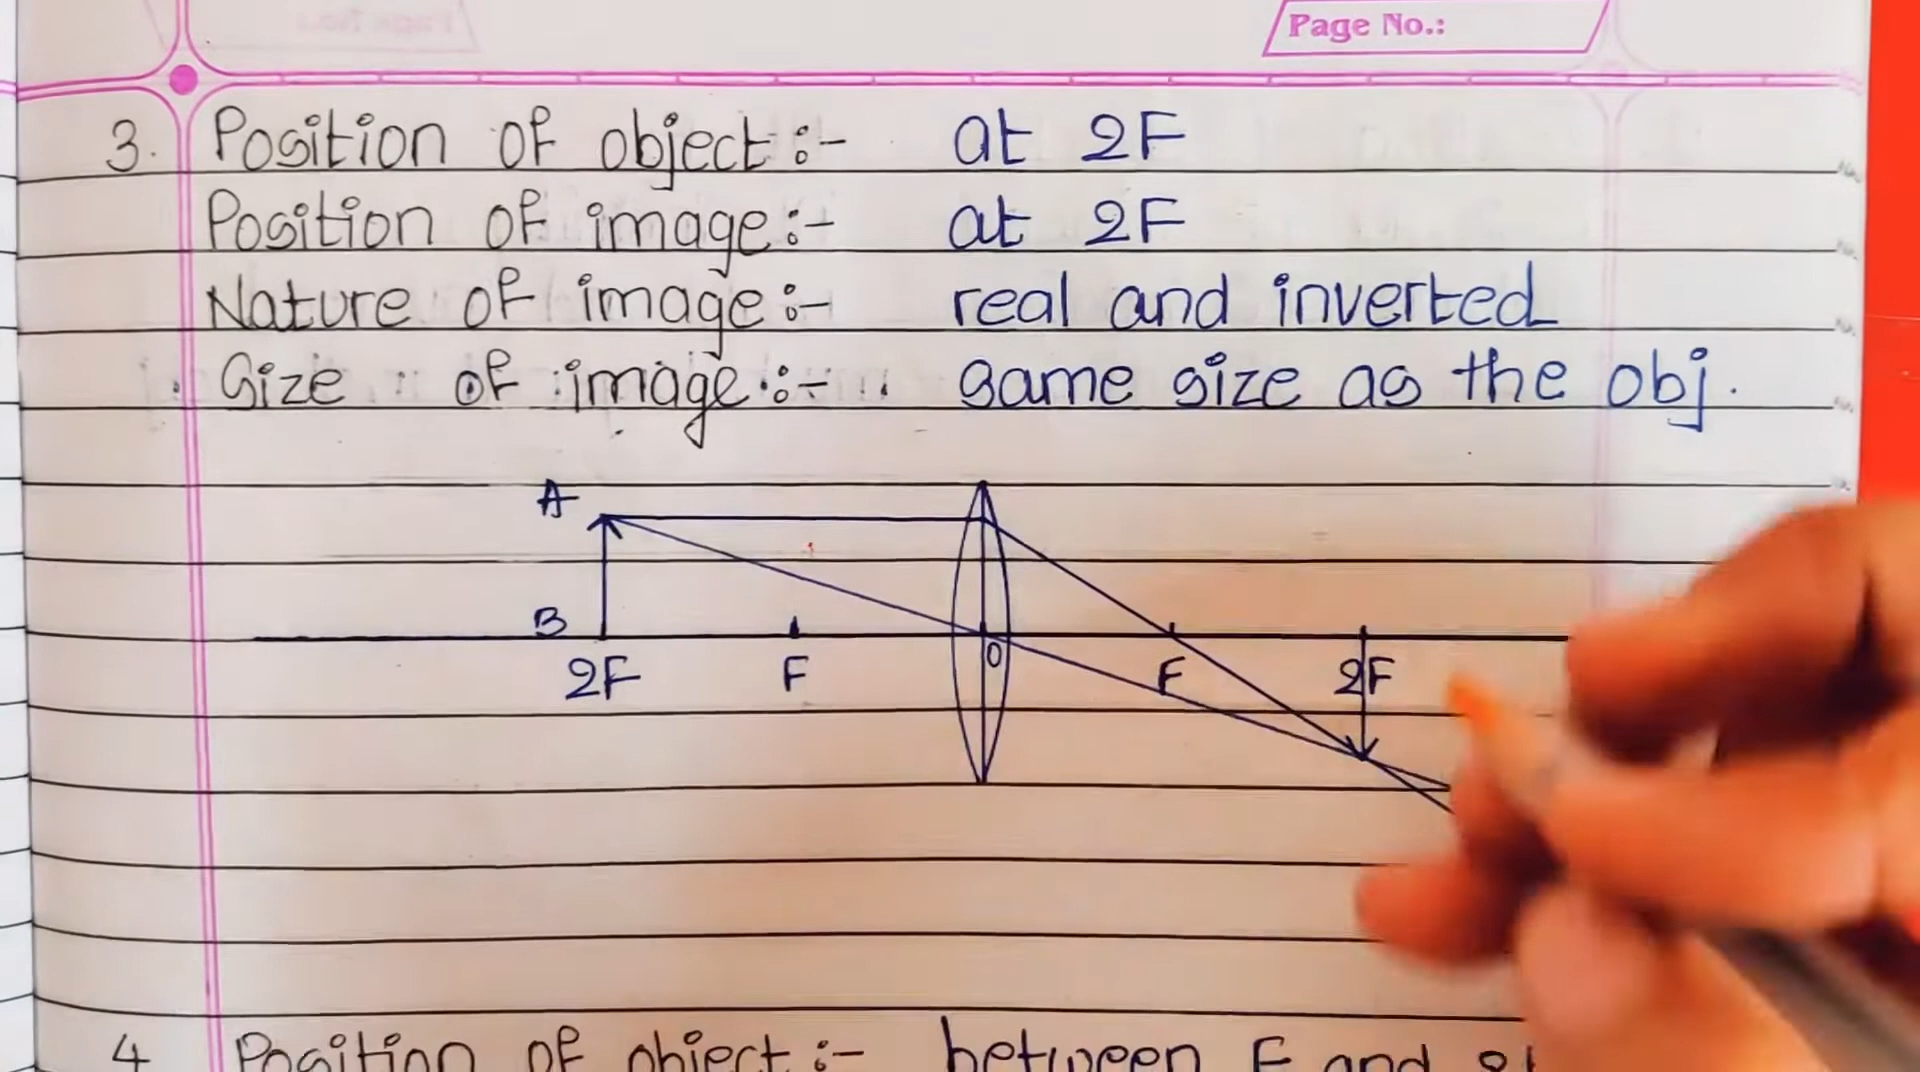 Page No.:
3. Position of object :- at 2F
Position of image :- at 2F
Nature of image :- real and inverted
Size of image :- same size as the obj.
A
B
2F F O F 2F
4 Position of object :- between F and